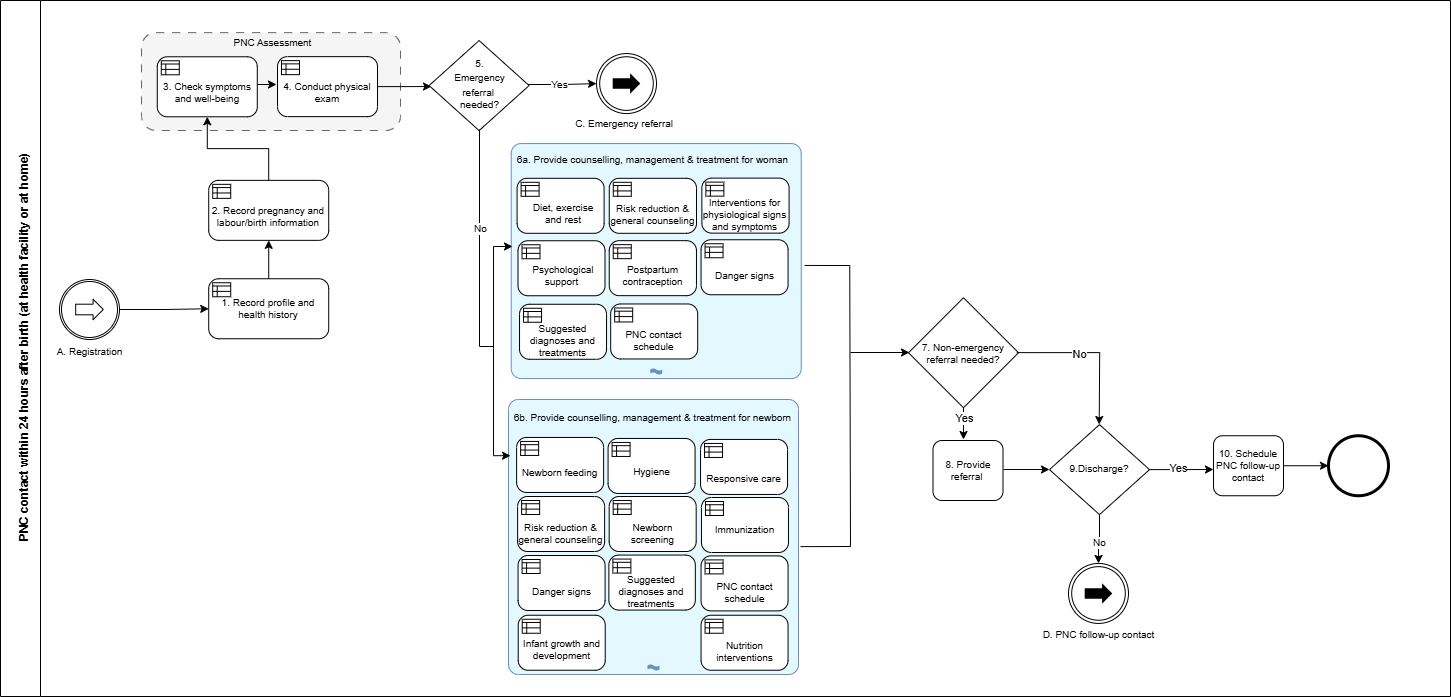 PNC contact within 24 hours after birth (at health facility or at home)
PNC Assessment
3. Check symptoms
and well-being
4. Conduct physical
exam
5.
Emergency
referral
needed?
Yes
C. Emergency referral
No
2. Record pregnancy and
labour/birth information
1. Record profile and
health history
A. Registration
6a. Provide counselling, management & treatment for woman
Diet, exercise
and rest
Risk reduction &
general counseling
Interventions for
physiological signs
and symptoms
Psychological
support
Postpartum
contraception
Danger signs
Suggested
diagnoses and
treatments
PNC contact
schedule
6b. Provide counselling, management & treatment for newborn
Newborn feeding
Hygiene
Responsive care
Risk reduction &
general counseling
Newborn
screening
Immunization
Danger signs
Suggested
diagnoses and
treatments
PNC contact
schedule
Infant growth and
development
Nutrition
interventions
7. Non-emergency
referral needed?
No
Yes
8. Provide
referral
9.Discharge?
Yes
10. Schedule
PNC follow-up
contact
No
D. PNC follow-up contact